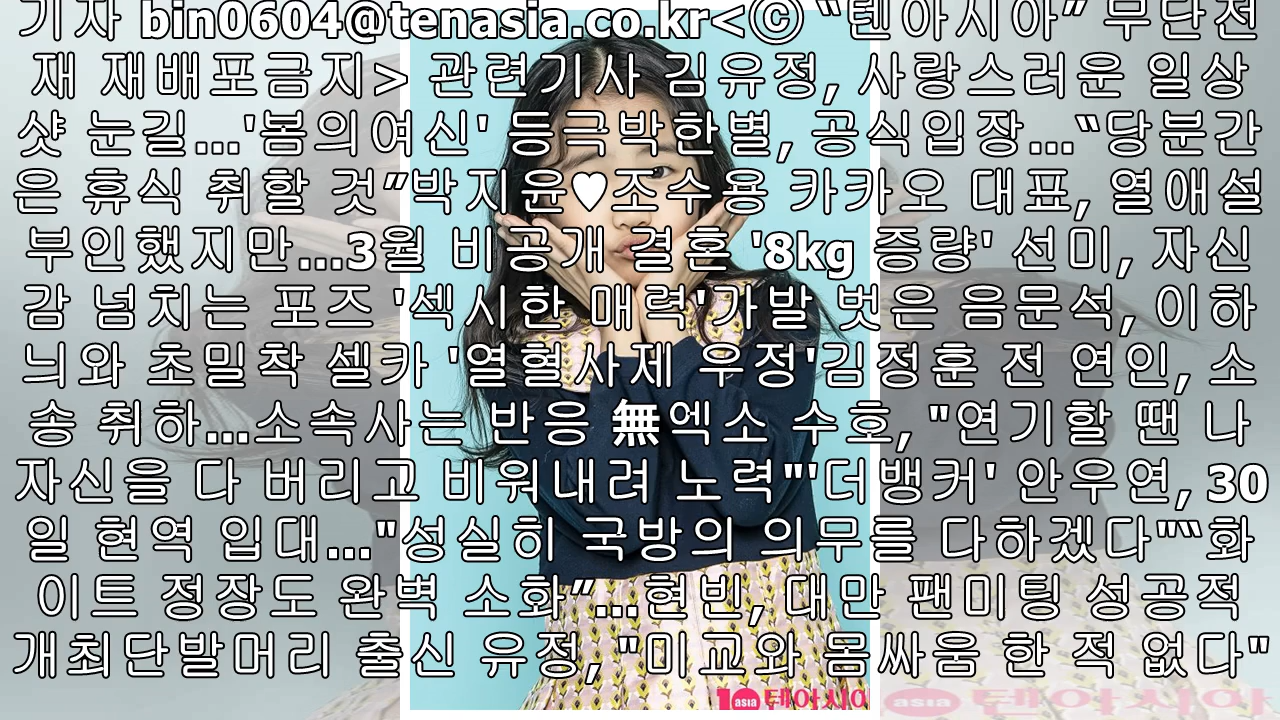 기자 bin0604@tenasia.co.kr<ⓒ “텐아시아” 무단전
재 재배포금지> 관련기사 김유정, 사랑스러운 일상
샷 눈길...'봄의여신' 등극박한별, 공식입장...“당분간
은 휴식 취할 것”박지윤♥조수용 카카오 대표, 열애설
부인했지만...3월 비공개 결혼 '8kg 증량' 선미, 자신
감 넘치는 포즈 '섹시한 매력'가발 벗은 음문석, 이하
늬와 초밀착 셀카 '열혈사제 우정'김정훈 전 연인, 소
송 취하...소속사는 반응 無엑소 수호, "연기할 땐 나
자신을 다 버리고 비워내려 노력"'더뱅커' 안우연, 30
일 현역 입대..."성실히 국방의 의무를 다하겠다"“화
이트 정장도 완벽 소화”...현빈, 대만 팬미팅 성공적
개최단발머리 출신 유정, "미교와 몸싸움 한 적 없다"
10 asia 텐아시아 asia 텐아시아